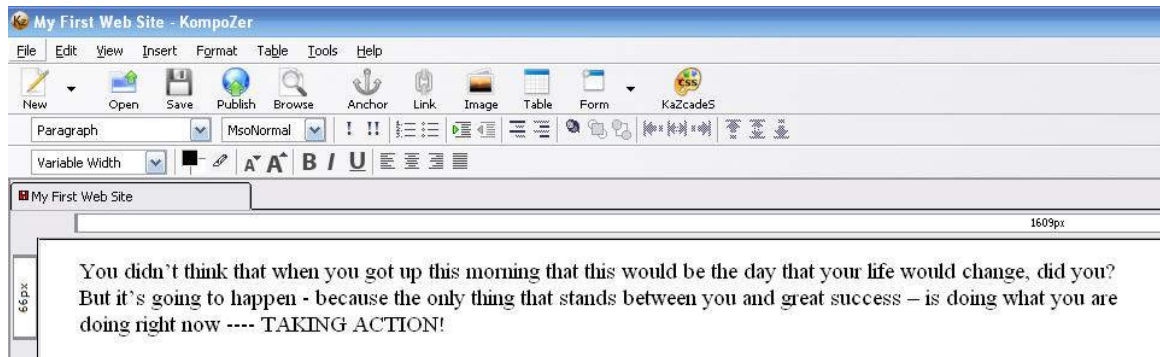 My First Web Site - KompoZer
File Edit View Insert Format Table Tools Help
New Open Save Publish Browse Anchor Link Image Table Form KaZcadeS
Paragraph MsoNormal ! !!
Variable Width A A B I U
My First Web Site
1609px
66px
You didn’t think that when you got up this morning that this would be the day that your life would change, did you?
But it’s going to happen - because the only thing that stands between you and great success – is doing what you are
doing right now ---- TAKING ACTION!